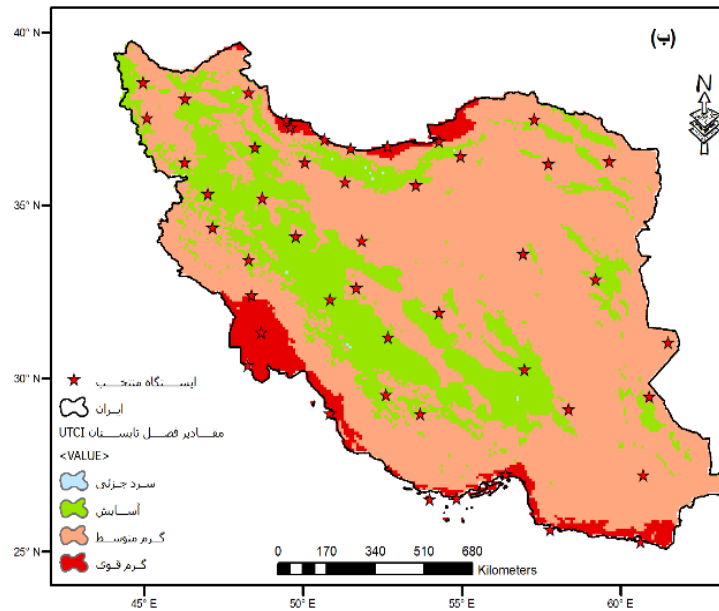 (ب)
N
40° N
35° N
30° N
25° N
ایستگاه منتخب
ایران
مقادیر فصل تابستان UTCI
<VALUE>
سرد جزئی
آسایش
گرم متوسط
گرم قوی
0 170 340 510 680
Kilometers
45° E 50° E 55° E 60° E